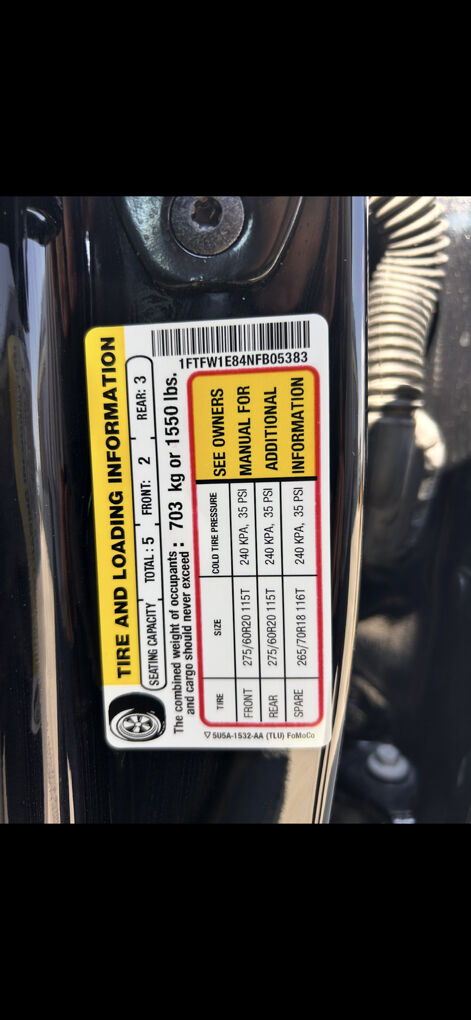 1FTFW1E84NFB05383
TIRE AND LOADING INFORMATION
SEATING CAPACITY TOTAL : 5 FRONT: 2 REAR: 3
The combined weight of occupants
and cargo should never exceed : 703 kg or 1550 lbs.
TIRE SIZE COLD TIRE PRESSURE SEE OWNERS
FRONT 275/60R20 115T 240 KPA, 35 PSI MANUAL FOR
REAR 275/60R20 115T 240 KPA, 35 PSI ADDITIONAL
SPARE 265/70R18 116T 240 KPA, 35 PSI INFORMATION
5U5A-1532-AA (TLU) FoMoCo